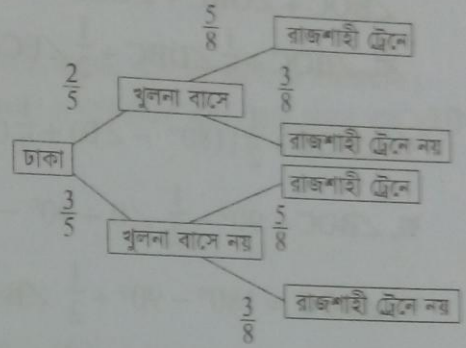 5/8
রাজশাহী ট্রেনে
2/5
খুলনা বাসে
3/8
ঢাকা
রাজশাহী ট্রেনে নয়
রাজশাহী ট্রেনে
3/5
খুলনা বাসে নয়
5/8
রাজশাহী ট্রেনে নয়
3/8